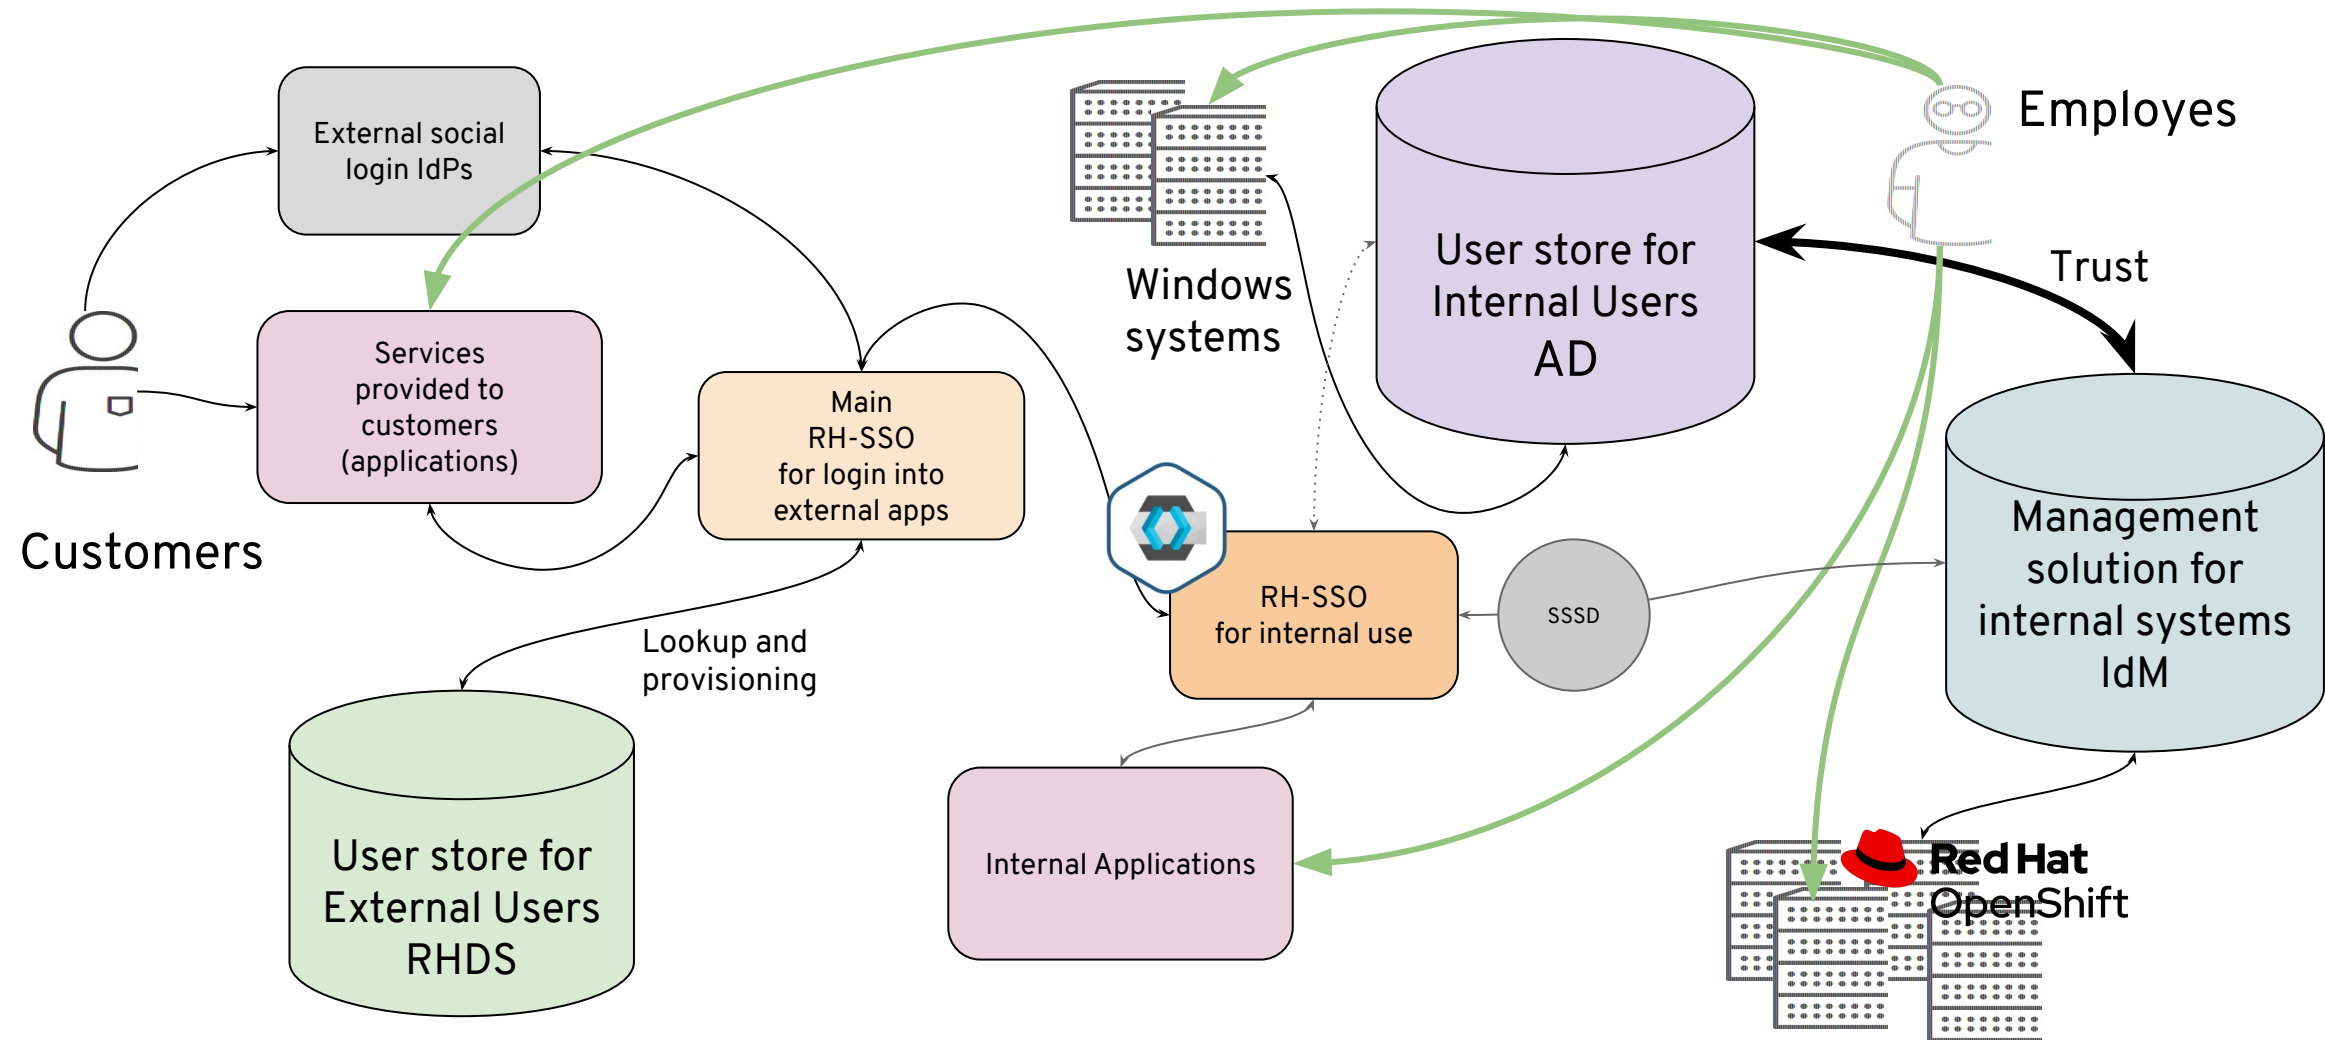 Employes
External social
login IdPs
Trust
User store for
Internal Users
AD
Windows
systems
Services
provided to
customers
(applications)
Main
RH-SSO
for login into
external apps
Customers
Management
solution for
internal systems
IdM
RH-SSO
for internal use
SSSD
Lookup and
provisioning
User store for
External Users
RHDS
Internal Applications
Red Hat
OpenShift